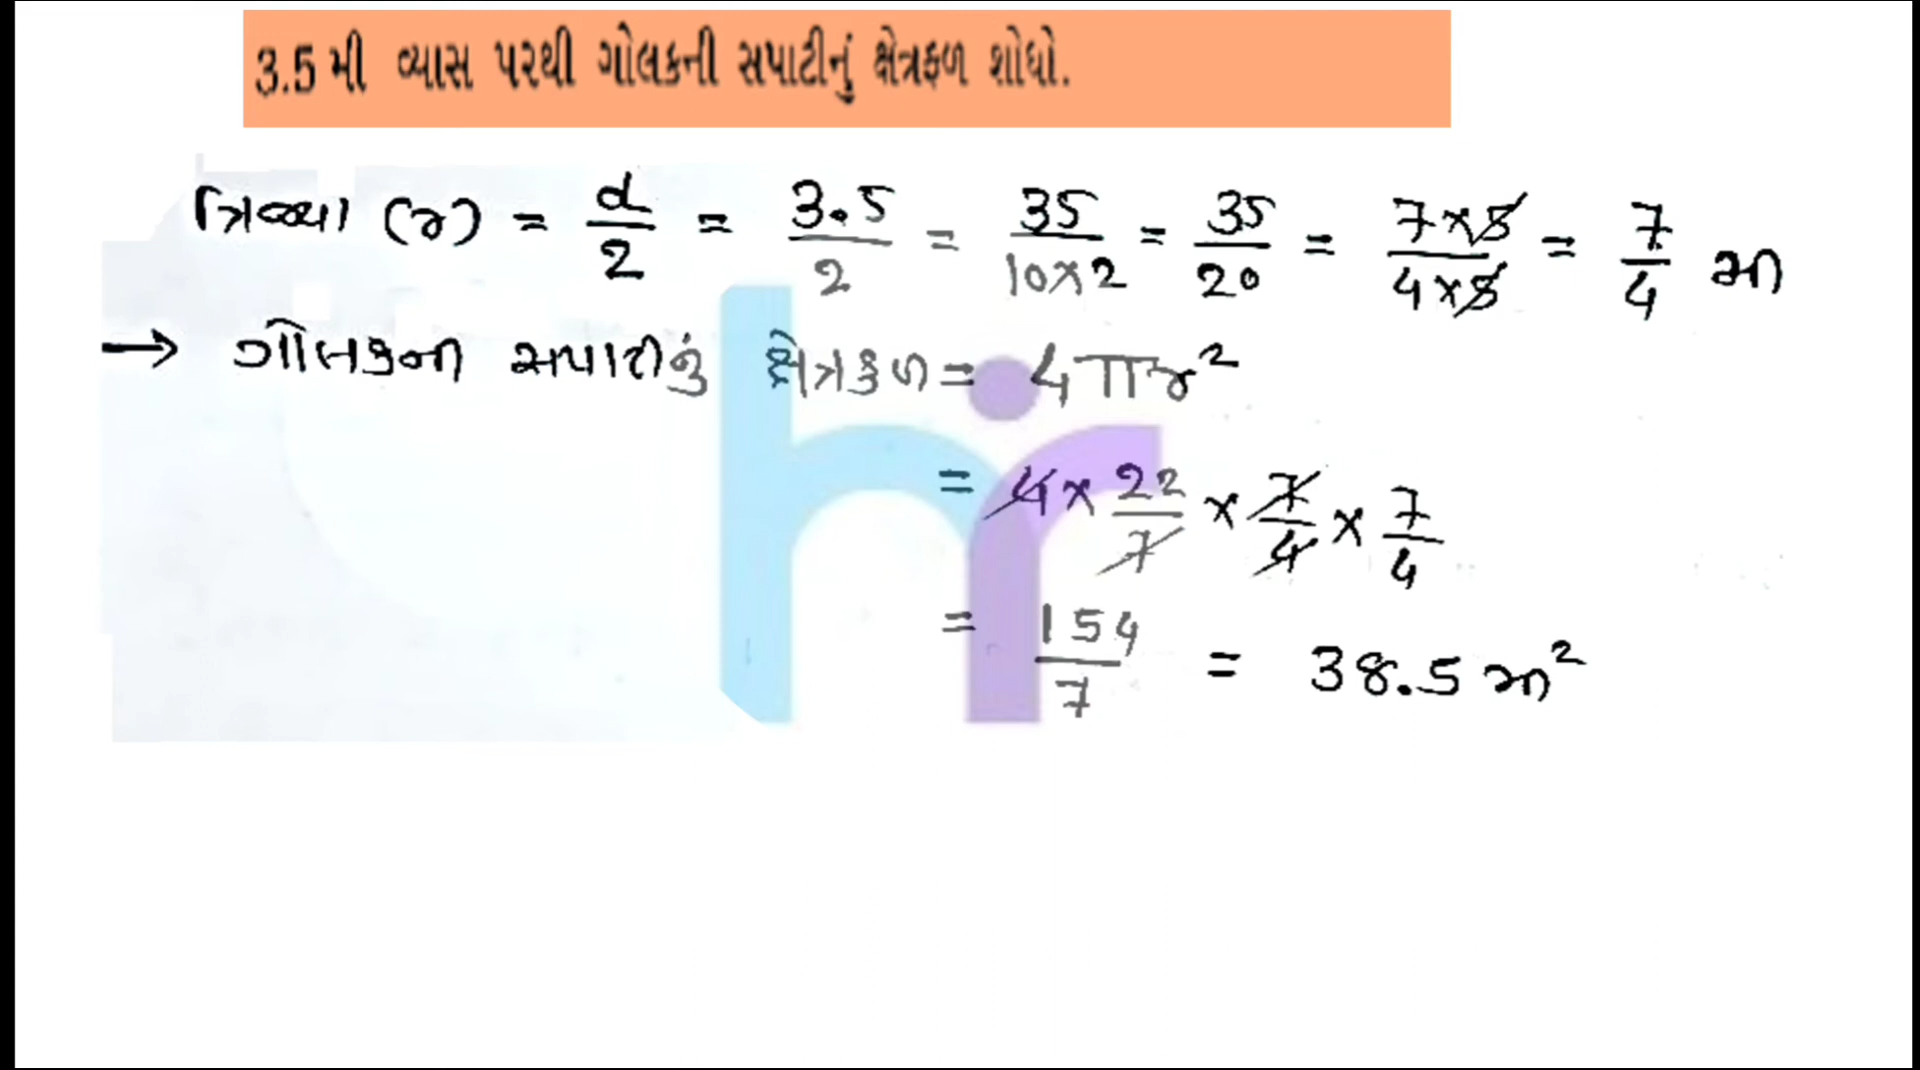 3.5 મી વ્યાસ પરથી ગોલકની સપાટીનું ક્ષેત્રફળ શોધો.
ત્રિજ્યા (r) = d/2 = 3.5/2 = 35/10×2 = 35/20 = 7×5/4×5 = 7/4 મી
→ ગોલકની સપાટીનું ક્ષેત્રફળ = 4πr²
= 4 × 22/7 × 7/4 × 7/4
= 154/7 = 38.5 મી²